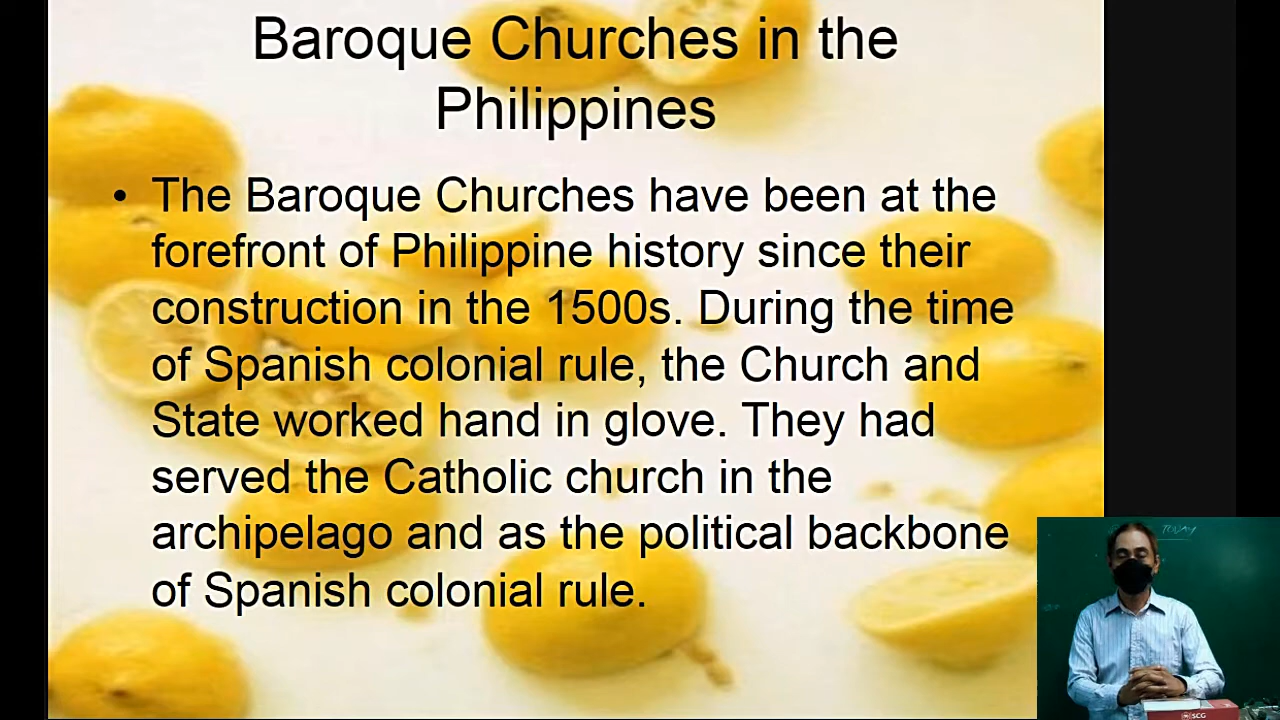 Baroque Churches in the
Philippines
• The Baroque Churches have been at the
forefront of Philippine history since their
construction in the 1500s. During the time
of Spanish colonial rule, the Church and
State worked hand in glove. They had
served the Catholic church in the
archipelago and as the political backbone
of Spanish colonial rule.
TODAY
SCG